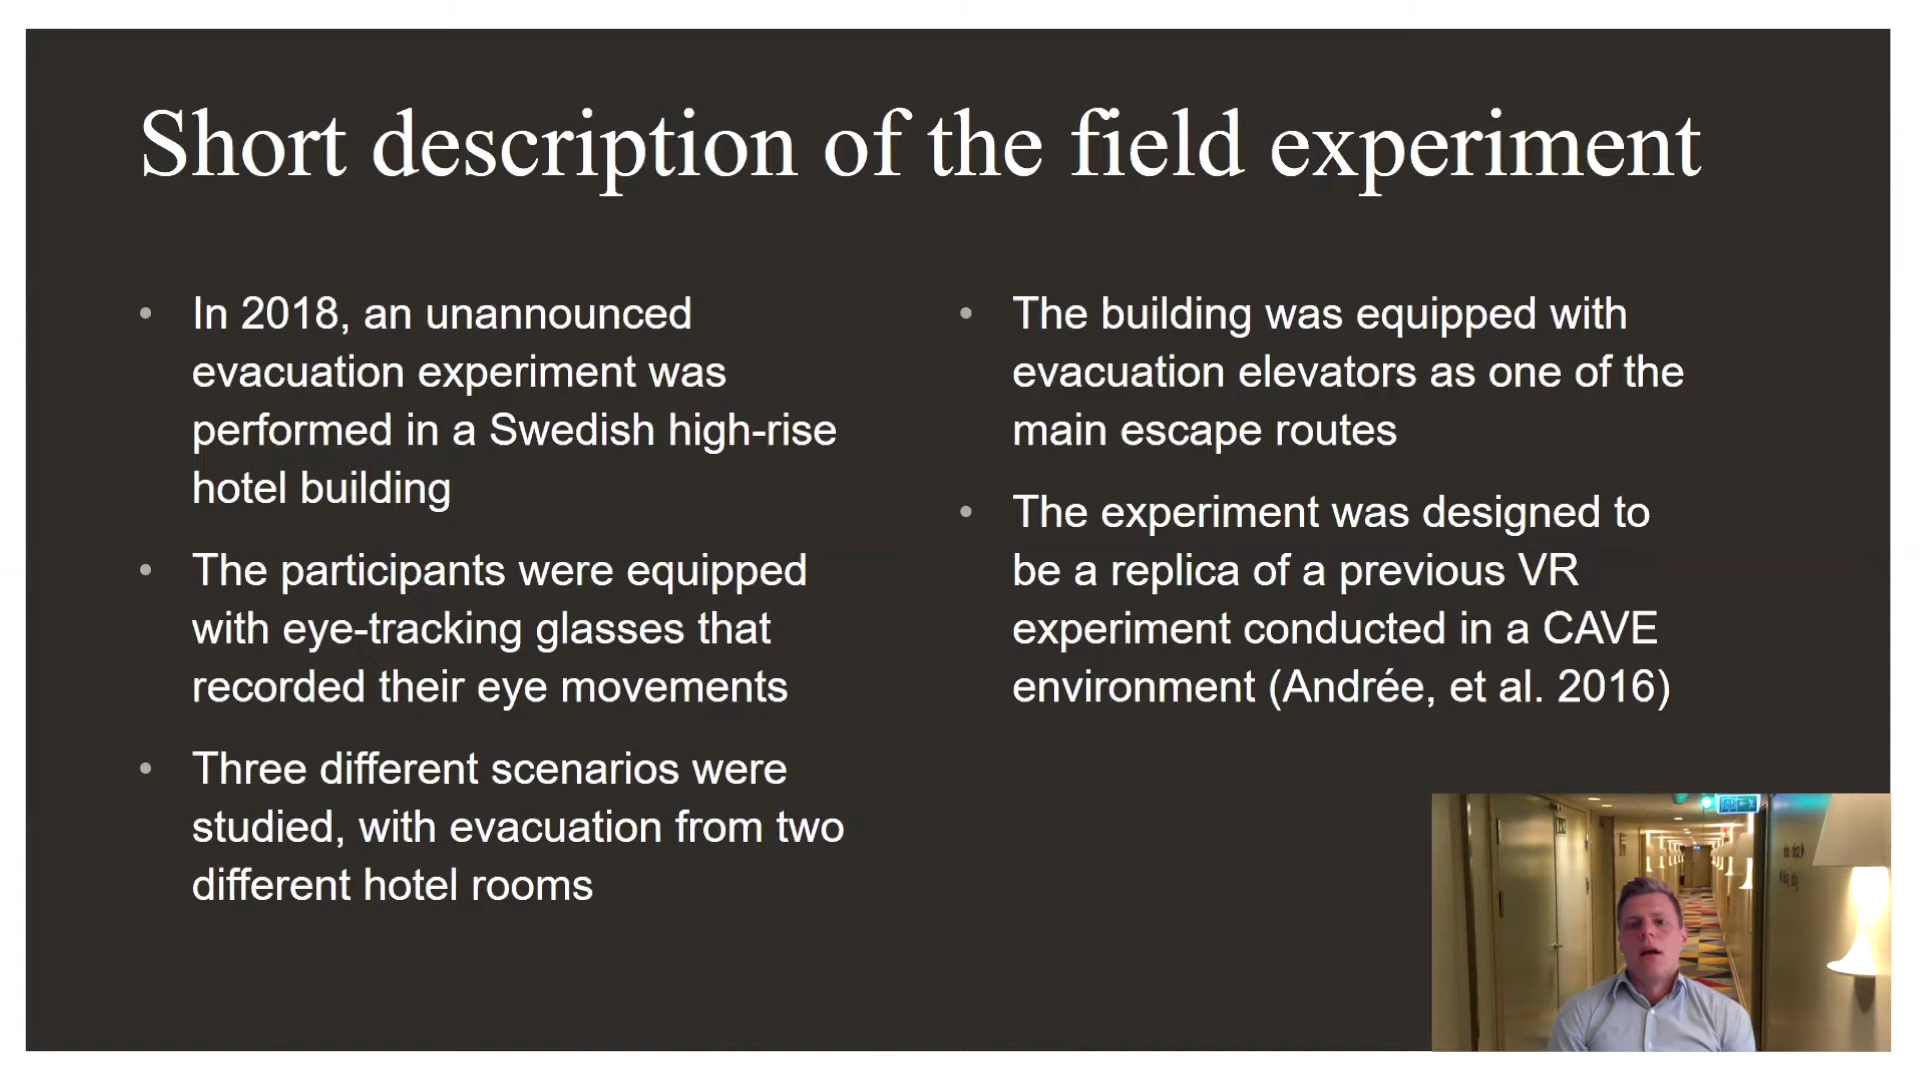 Short description of the field experiment
• In 2018, an unannounced
evacuation experiment was
performed in a Swedish high-rise
hotel building
• The participants were equipped
with eye-tracking glasses that
recorded their eye movements
• Three different scenarios were
studied, with evacuation from two
different hotel rooms
• The building was equipped with
evacuation elevators as one of the
main escape routes
• The experiment was designed to
be a replica of a previous VR
experiment conducted in a CAVE
environment (Andrée, et al. 2016)